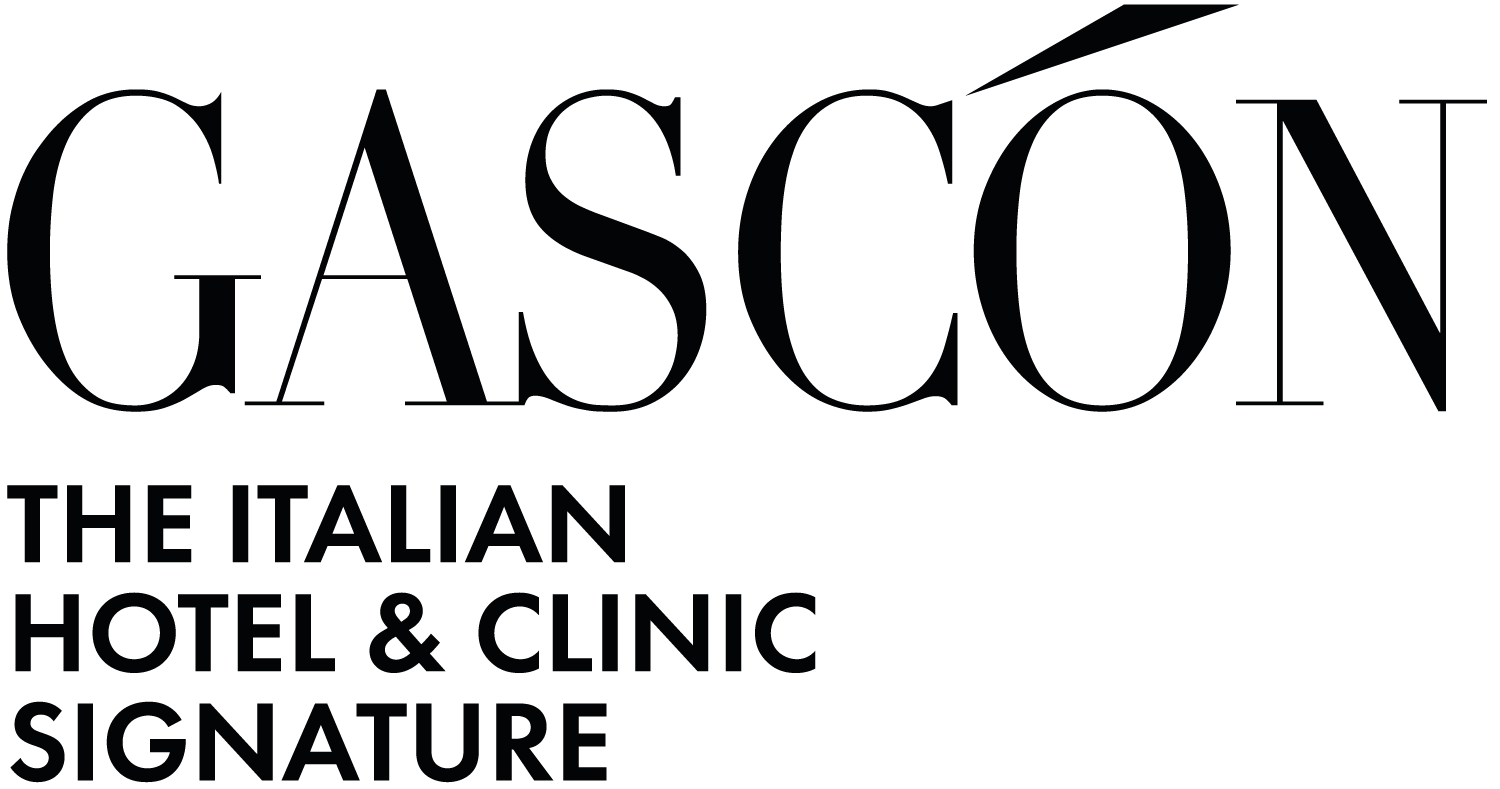 GASCÓN
THE ITALIAN
HOTEL & CLINIC
SIGNATURE